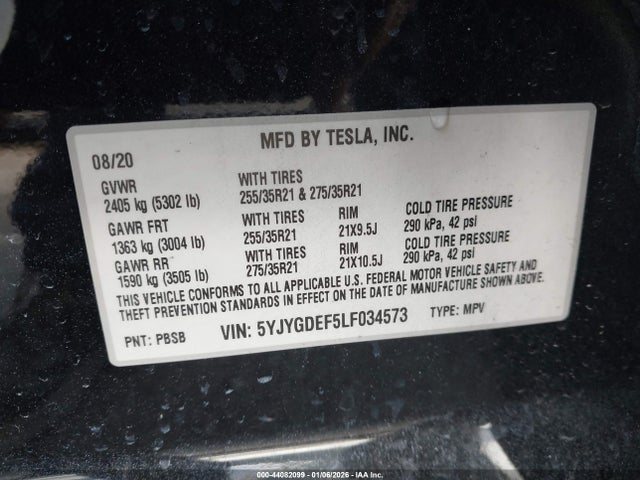 MFD BY TESLA, INC.
08/20
GVWR WITH TIRES
2405 kg (5302 lb) 255/35R21 & 275/35R21
GAWR FRT WITH TIRES RIM COLD TIRE PRESSURE
1363 kg (3004 lb) 255/35R21 21X9.5J 290 kPa, 42 psi
GAWR RR WITH TIRES RIM COLD TIRE PRESSURE
1590 kg (3505 lb) 275/35R21 21X10.5J 290 kPa, 42 psi
THIS VEHICLE CONFORMS TO ALL APPLICABLE U.S. FEDERAL MOTOR VEHICLE SAFETY AND
THEFT PREVENTION STANDARDS IN EFFECT ON THE DATE OF MANUFACTURE SHOWN ABOVE.
PNT: PBSB VIN: 5YJYGDEF5LF034573 TYPE: MPV
000-44082099 - 01/06/2026 - IAA Inc.